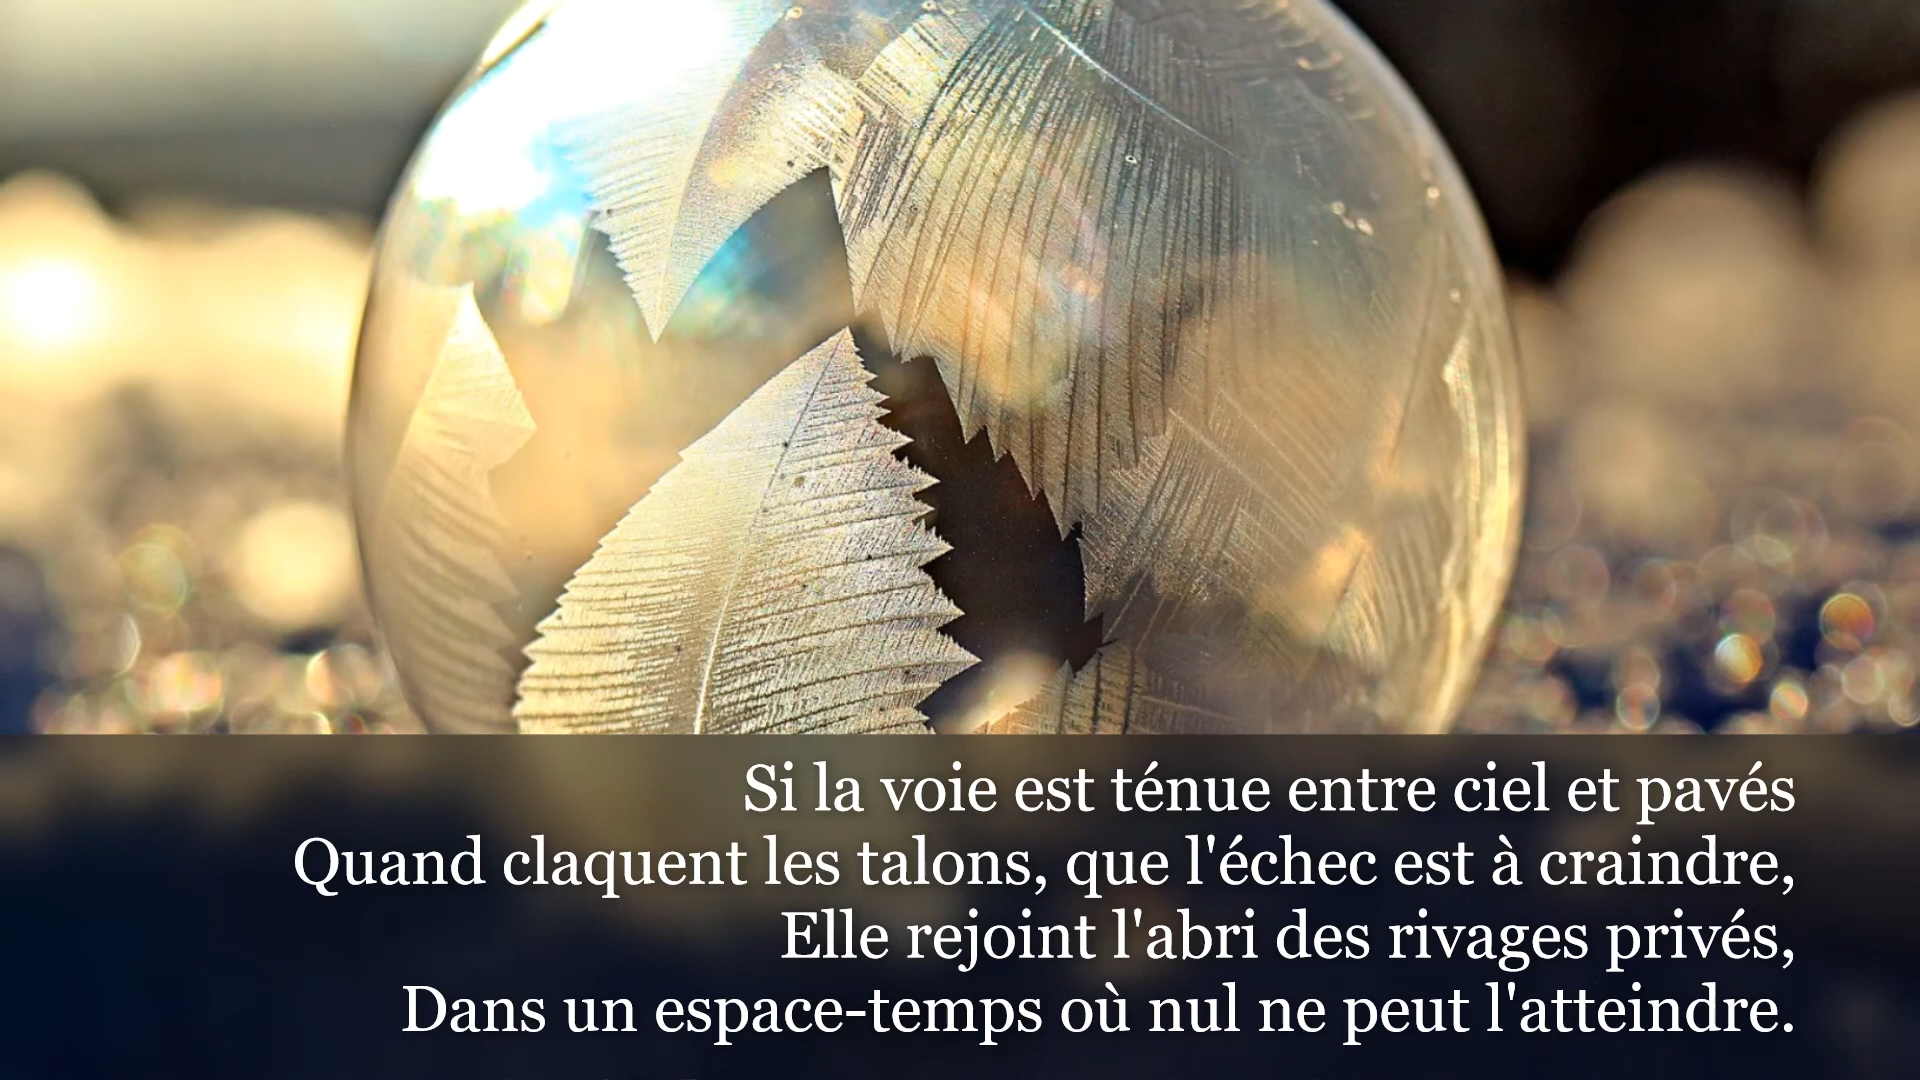 Si la voie est ténue entre ciel et pavés
Quand claquent les talons, que l'échec est à craindre,
Elle rejoint l'abri des rivages privés,
Dans un espace-temps où nul ne peut l'atteindre.